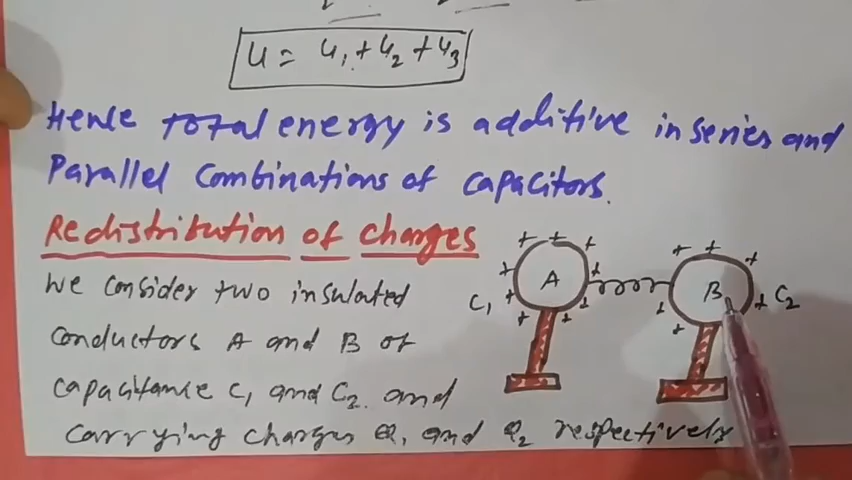 U = U1 + U2 + U3
Hence total energy is additive in series and
Parallel Combinations of capacitors.
Redistribution of charges
We consider two insulated
conductors A and B of
capacitance C1 and C2 and
carrying charges Q1 and Q2 respectively
A
B
C1
C2